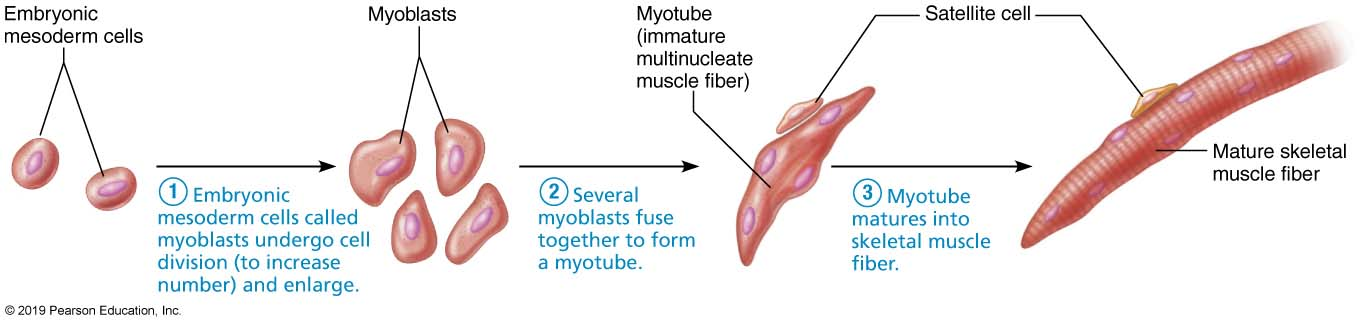 Embryonic
mesoderm cells
Myoblasts
Myotube
(immature
multinucleate
muscle fiber)
Satellite cell
Mature skeletal
muscle fiber
1 Embryonic
mesoderm cells called
myoblasts undergo cell
division (to increase
number) and enlarge.
2 Several
myoblasts fuse
together to form
a myotube.
3 Myotube
matures into
skeletal muscle
fiber.
© 2019 Pearson Education, Inc.